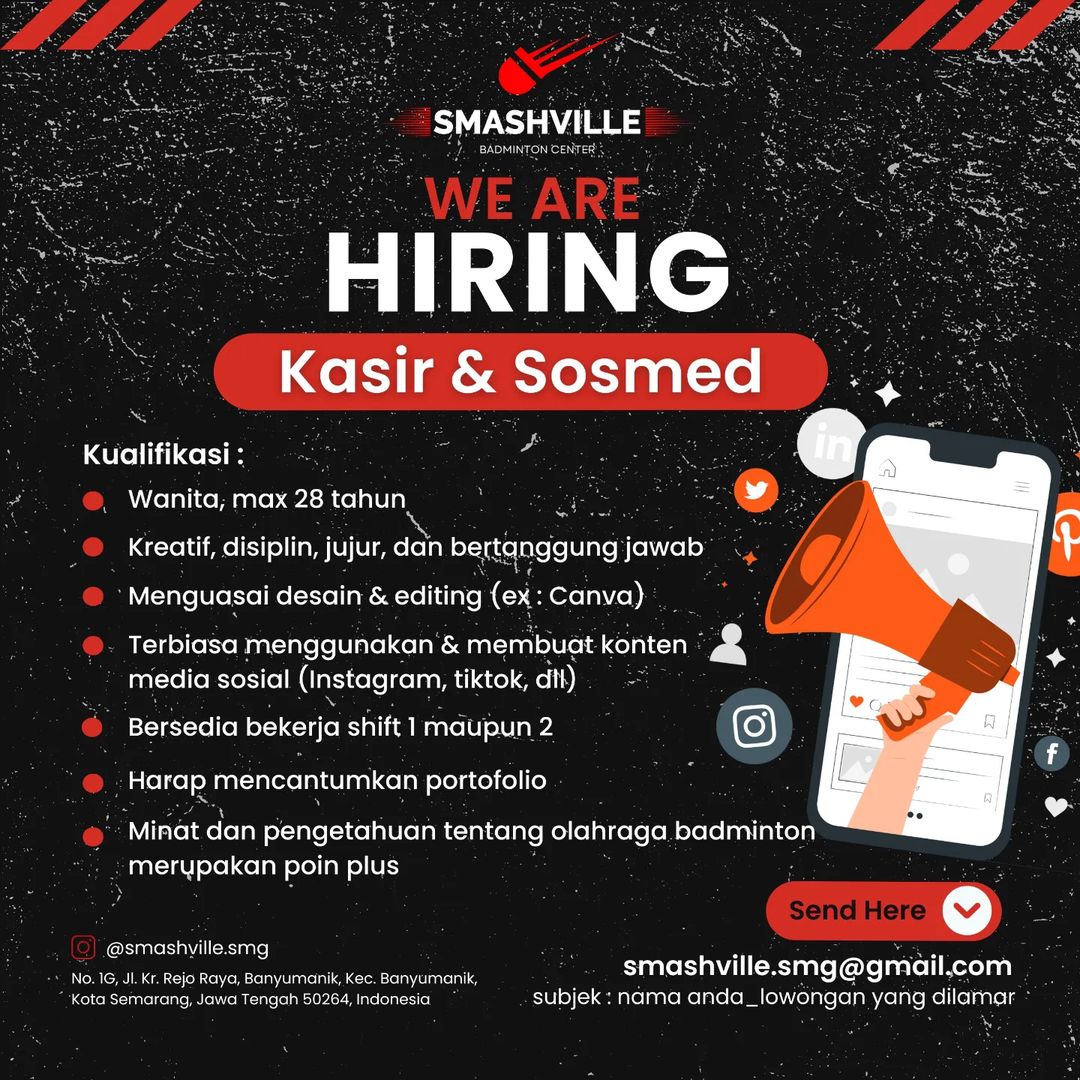 SMASHVILLE
BADMINTON CENTER
WE ARE
HIRING
Kasir & Sosmed
Kualifikasi :
Wanita, max 28 tahun
Kreatif, disiplin, jujur, dan bertanggung jawab
Menguasai desain & editing (ex : Canva)
Terbiasa menggunakan & membuat konten
media sosial (Instagram, tiktok, dll)
Bersedia bekerja shift 1 maupun 2
Harap mencantumkan portofolio
Minat dan pengetahuan tentang olahraga badminton
merupakan poin plus
in
f
Send Here
@smashville.smg
No. 1G, Jl. Kr. Rejo Raya, Banyumanik, Kec. Banyumanik,
Kota Semarang, Jawa Tengah 50264, Indonesia
smashville.smg@gmail.com
subjek : nama anda_lowongan yang dilamar